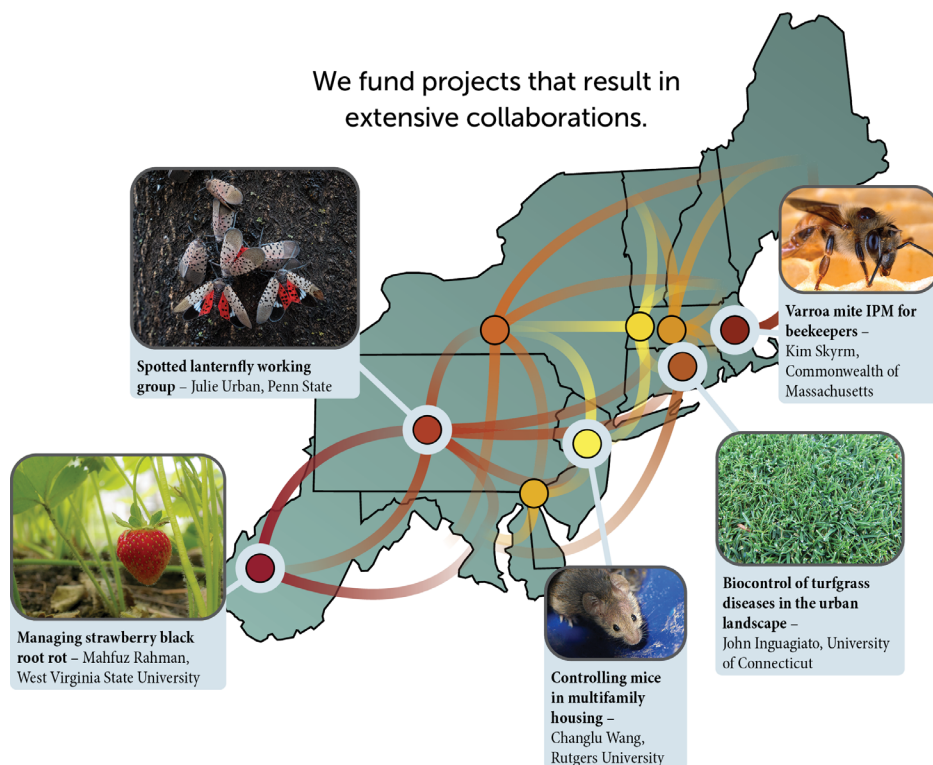 We fund projects that result in
extensive collaborations.
Spotted lanternfly working
group – Julie Urban, Penn State
Varroa mite IPM for
beekeepers –
Kim Skyrm,
Commonwealth of
Massachusetts
Managing strawberry black
root rot – Mahfuz Rahman,
West Virginia State University
Biocontrol of turfgrass
diseases in the urban
landscape –
John Inguagiato, University
of Connecticut
Controlling mice
in multifamily
housing –
Changlu Wang,
Rutgers University